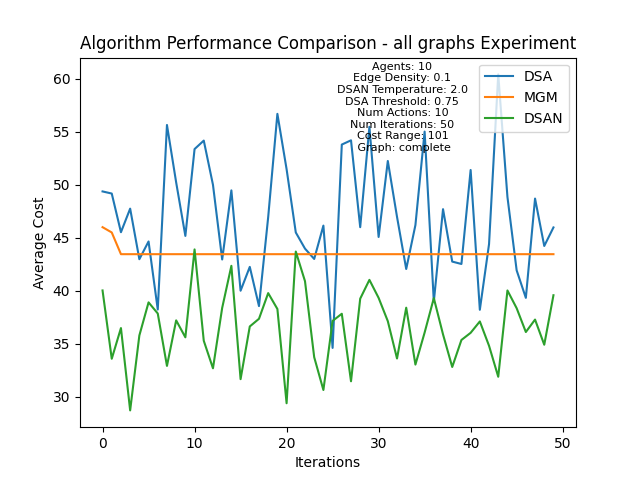 Algorithm Performance Comparison - all graphs Experiment
Agents: 10
Edge Density: 0.1
DSAN Temperature: 2.0
DSA Threshold: 0.75
Num Actions: 10
Num Iterations: 50
Cost Range: 101
Graph: complete
DSA
MGM
DSAN
Average Cost
60
55
50
45
40
35
30
0
10
20
30
40
50
Iterations